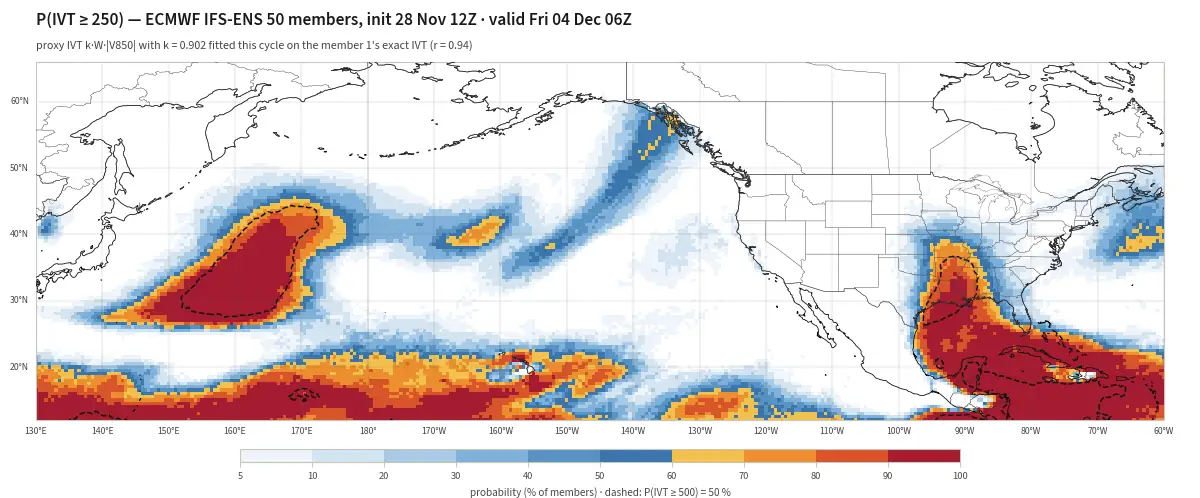 P(IVT ≥ 250) — ECMWF IFS-ENS 50 members, init 28 Nov 12Z · valid Fri 04 Dec 06Z
proxy IVT k·W·|V850| with k = 0.902 fitted this cycle on the member 1's exact IVT (r = 0.94)
60°N
50°N
40°N
30°N
20°N
130°E 140°E 150°E 160°E 170°E 180° 170°W 160°W 150°W 140°W 130°W 120°W 110°W 100°W 90°W 80°W 70°W 60°W
5 10 20 30 40 50 60 70 80 90 100
probability (% of members) · dashed: P(IVT ≥ 500) = 50 %